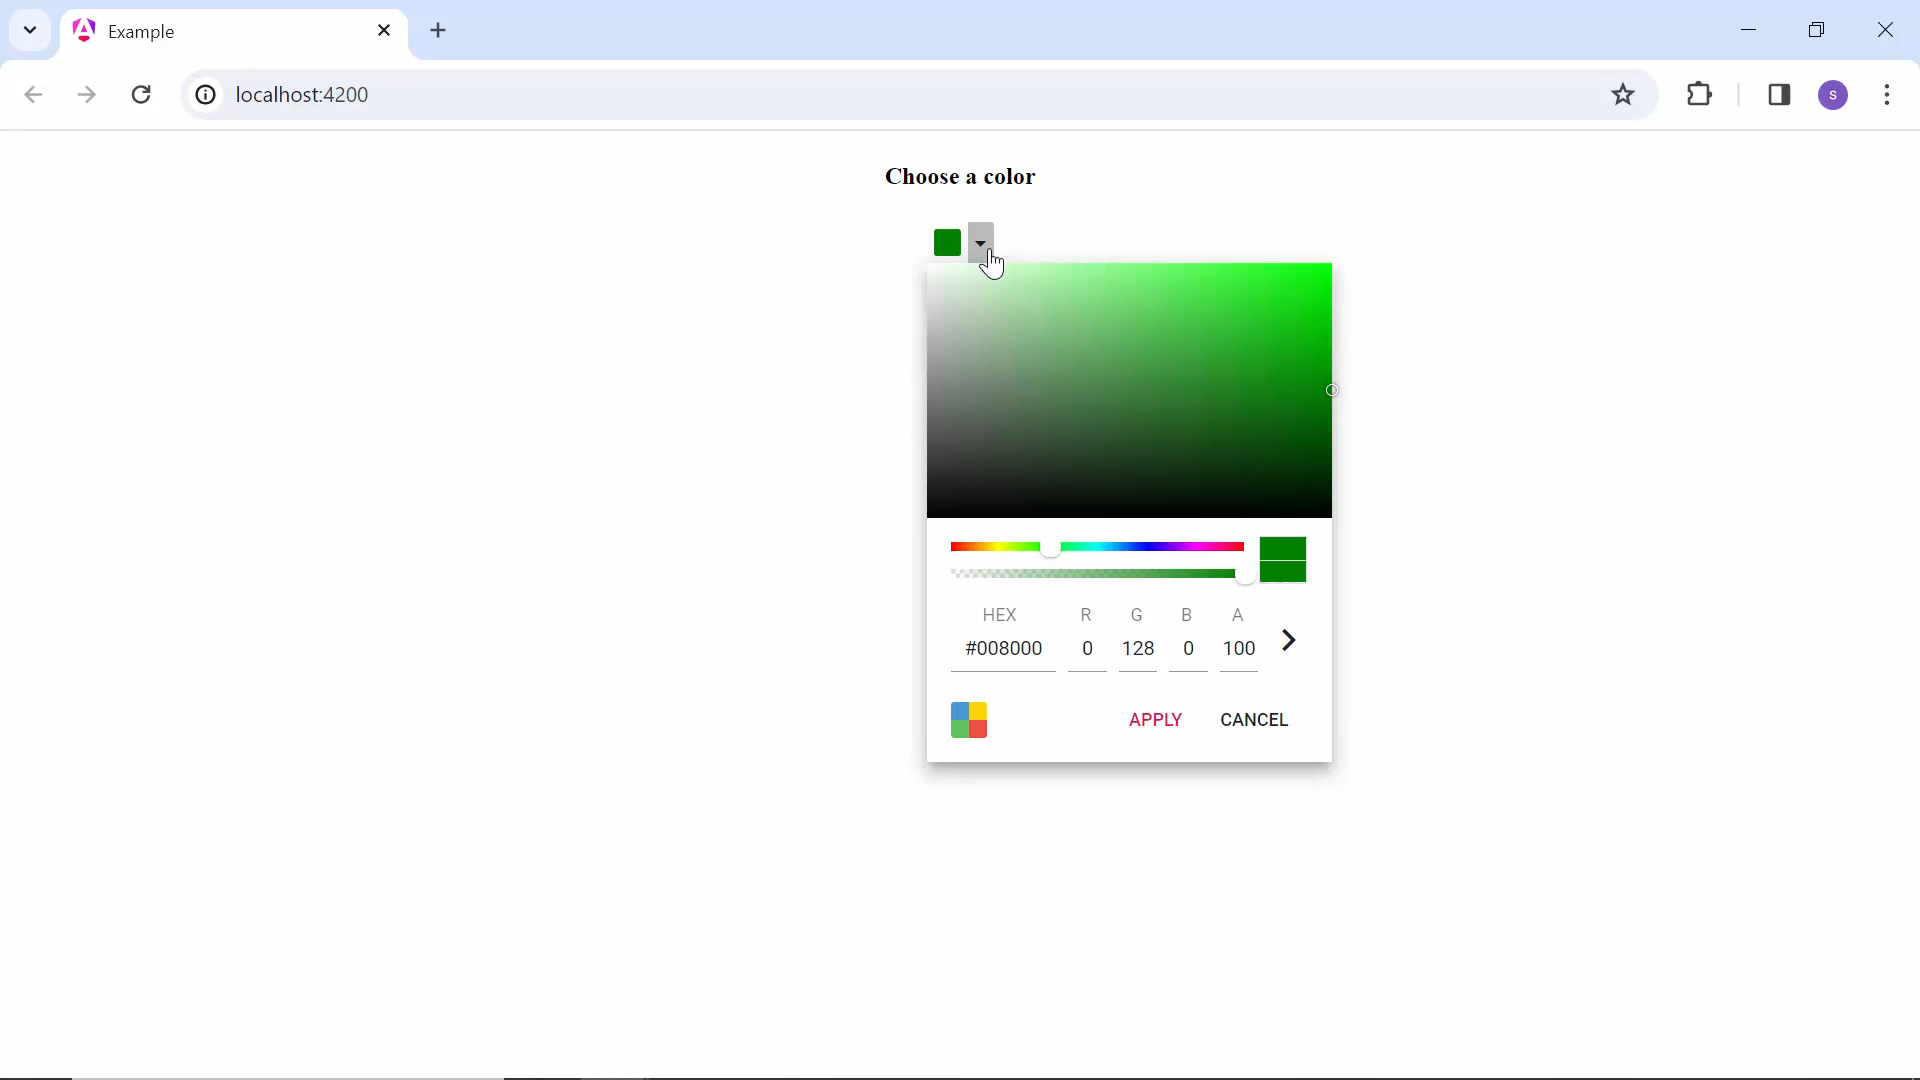 Example
localhost:4200
s
Choose a color
HEX R G B A
#008000 0 128 0 100
APPLY CANCEL